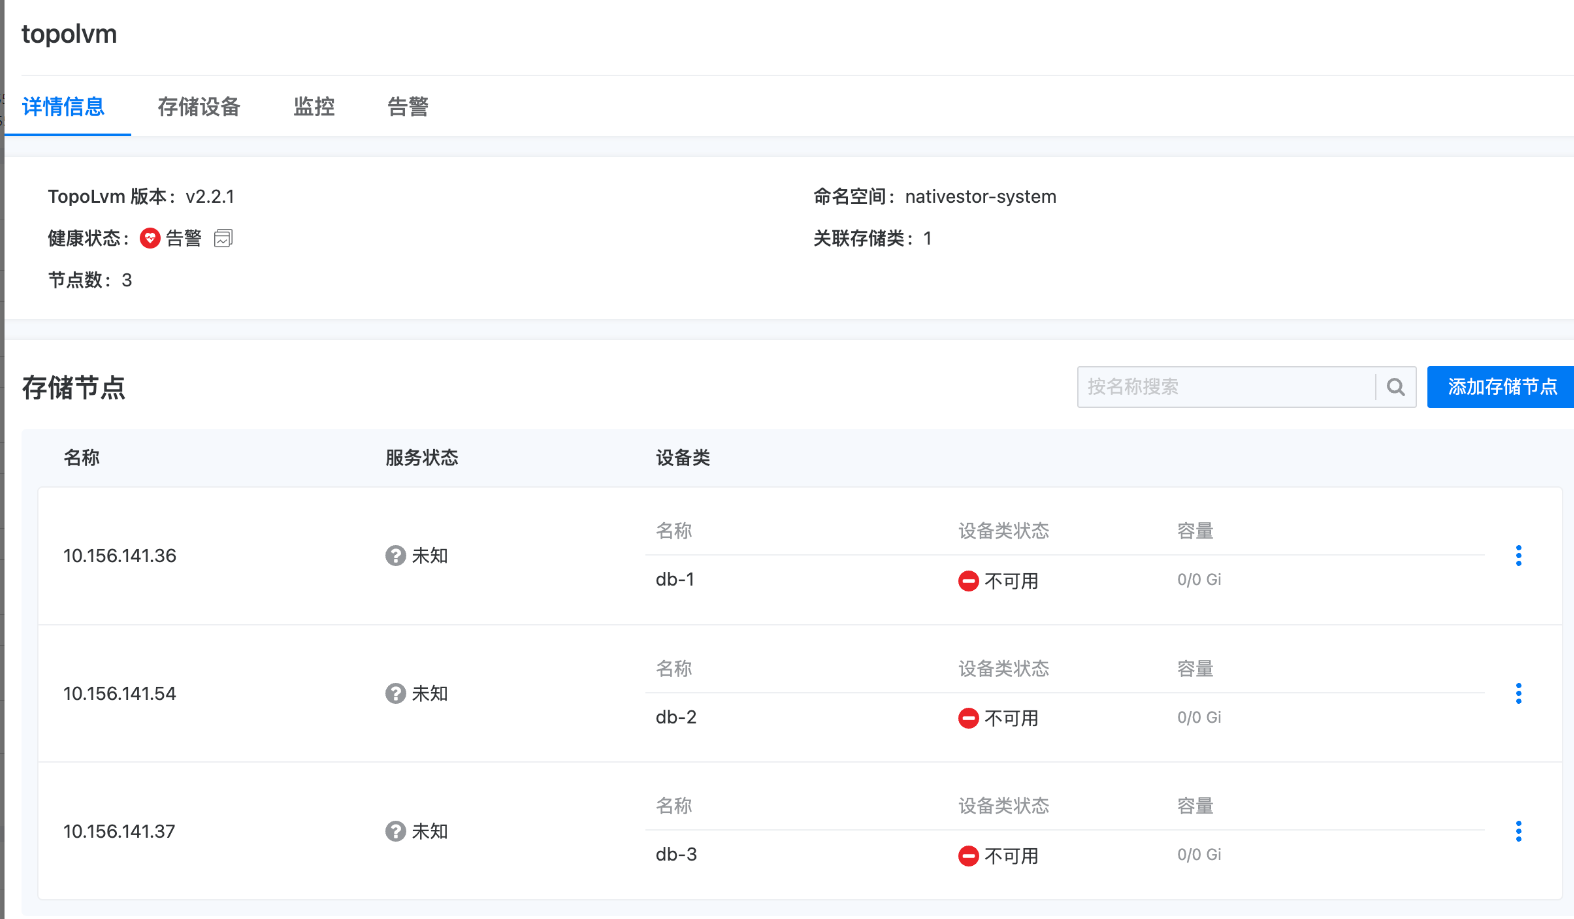 topolvm
详情信息 存储设备 监控 告警
TopoLvm 版本： v2.2.1
命名空间： nativestor-system
健康状态： 告警
关联存储类： 1
节点数： 3
存储节点
按名称搜索
添加存储节点
名称 服务状态 设备类
名称 设备类状态 容量
10.156.141.36 未知
db-1 不可用 0/0 Gi
名称 设备类状态 容量
10.156.141.54 未知
db-2 不可用 0/0 Gi
名称 设备类状态 容量
10.156.141.37 未知
db-3 不可用 0/0 Gi